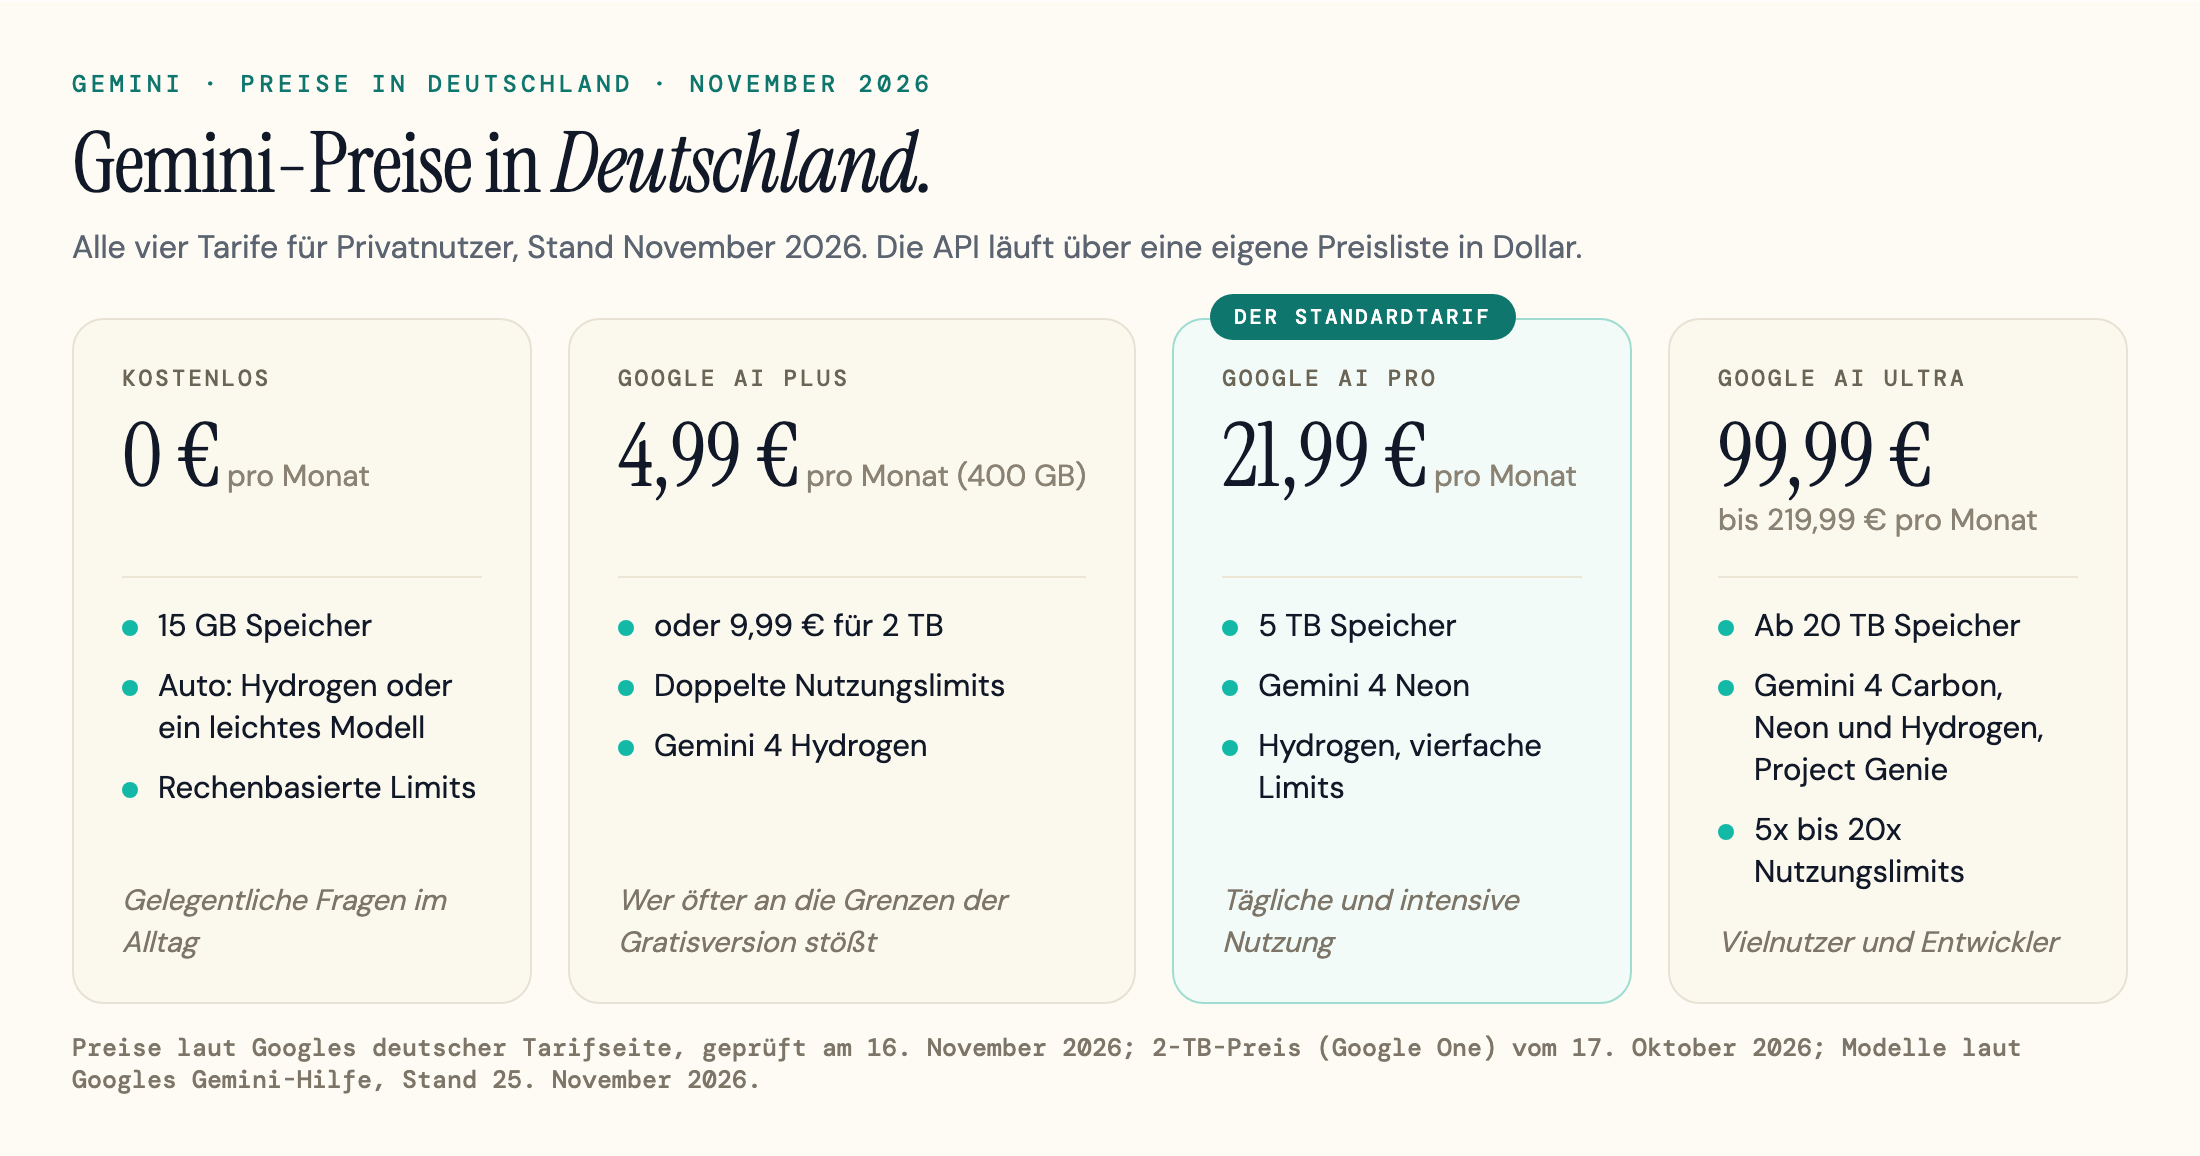 GEMINI · PREISE IN DEUTSCHLAND · NOVEMBER 2026
Gemini-Preise in Deutschland.
Alle vier Tarife für Privatnutzer, Stand November 2026. Die API läuft über eine eigene Preisliste in Dollar.
KOSTENLOS
0 € pro Monat
15 GB Speicher
Auto: Hydrogen oder
ein leichtes Modell
Rechenbasierte Limits
Gelegentliche Fragen im
Alltag
GOOGLE AI PLUS
4,99 € pro Monat (400 GB)
oder 9,99 € für 2 TB
Doppelte Nutzungslimits
Gemini 4 Hydrogen
Wer öfter an die Grenzen der
Gratisversion stößt
DER STANDARDTARIF
GOOGLE AI PRO
21,99 € pro Monat
5 TB Speicher
Gemini 4 Neon
Hydrogen, vierfache
Limits
Tägliche und intensive
Nutzung
GOOGLE AI ULTRA
99,99 €
bis 219,99 € pro Monat
Ab 20 TB Speicher
Gemini 4 Carbon,
Neon und Hydrogen,
Project Genie
5x bis 20x
Nutzungslimits
Vielnutzer und Entwickler
Preise laut Googles deutscher Tarifseite, geprüft am 16. November 2026; 2-TB-Preis (Google One) vom 17. Oktober 2026; Modelle laut
Googles Gemini-Hilfe, Stand 25. November 2026.